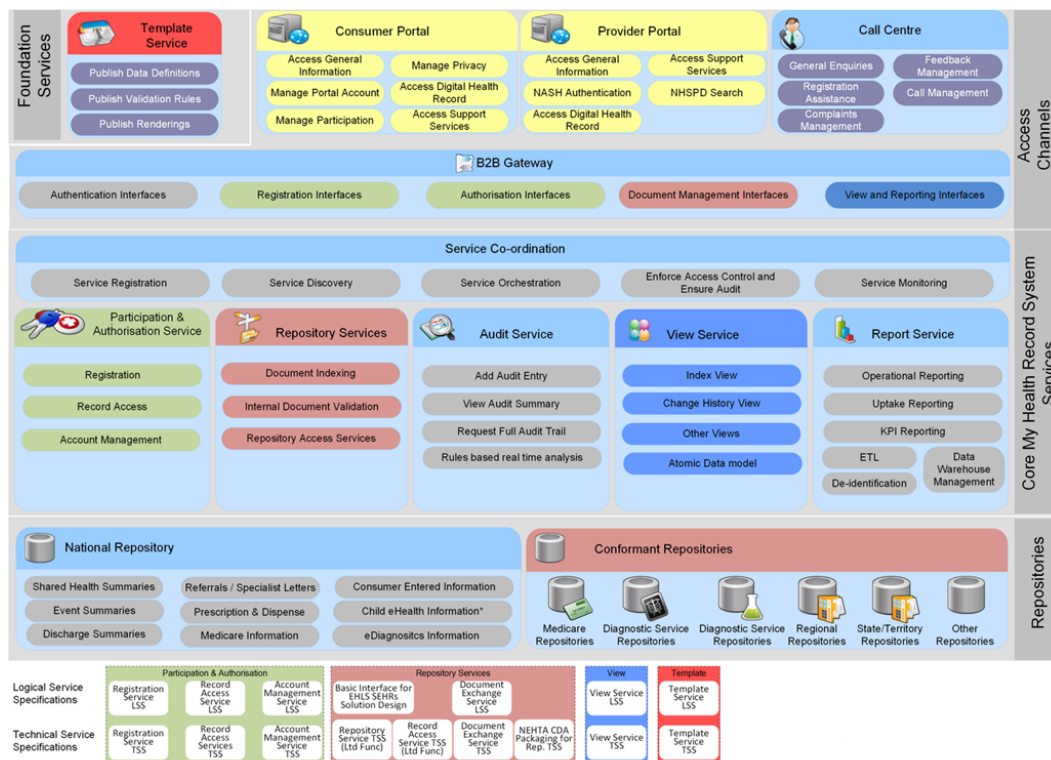 Foundation
Services
Template
Service
Publish Data Definitions
Publish Validation Rules
Publish Renderings
Consumer Portal
Access General
Information
Manage Privacy
Manage Portal Account
Access Digital Health
Record
Manage Participation
Access Support
Services
Provider Portal
Access General
Information
Access Support
Services
NASH Authentication
NHSPD Search
Access Digital Health
Record
Call Centre
General Enquiries
Feedback
Management
Registration
Assistance
Call Management
Complaints
Management
Access
Channels
B2B Gateway
Authentication Interfaces
Registration Interfaces
Authorisation Interfaces
Document Management Interfaces
View and Reporting Interfaces
Service Co-ordination
Service Registration
Service Discovery
Service Orchestration
Enforce Access Control and
Ensure Audit
Service Monitoring
Core My Health Record System
Services
Participation &
Authorisation Service
Registration
Record Access
Account Management
Repository Services
Document Indexing
Internal Document Validation
Repository Access Services
Audit Service
Add Audit Entry
View Audit Summary
Request Full Audit Trail
Rules based real time analysis
View Service
Index View
Change History View
Other Views
Atomic Data model
Report Service
Operational Reporting
Uptake Reporting
KPI Reporting
ETL
De-identification
Data
Warehouse
Management
Repositories
National Repository
Shared Health Summaries
Referrals / Specialist Letters
Consumer Entered Information
Event Summaries
Prescription & Dispense
Child eHealth Information*
Discharge Summaries
Medicare Information
eDiagnositcs Information
Conformant Repositories
Medicare
Repositories
Diagnostic Service
Repositories
Diagnostic Service
Repositories
Regional
Repositories
State/Territory
Repositories
Other
Repositories
Logical Service
Specifications
Technical Service
Specifications
Participation & Authorisation
Registration
Service
LSS
Record
Access
Service
LSS
Account
Management
Service
LSS
Registration
Service
TSS
Record
Access
Services
TSS
Account
Management
Service
TSS
Repository Services
Basic Interface for
EHLS SEHRs
Solution Design
Document
Exchange
Service
LSS
Repository
Service TSS
(Ltd Func)
Record
Access
Service TSS
(Ltd Func)
Document
Exchange
Service
TSS
NEHTA CDA
Packaging for
Rep. TSS
View
View Service
LSS
View Service
TSS
Template
Template
Service
LSS
Template
Service
TSS